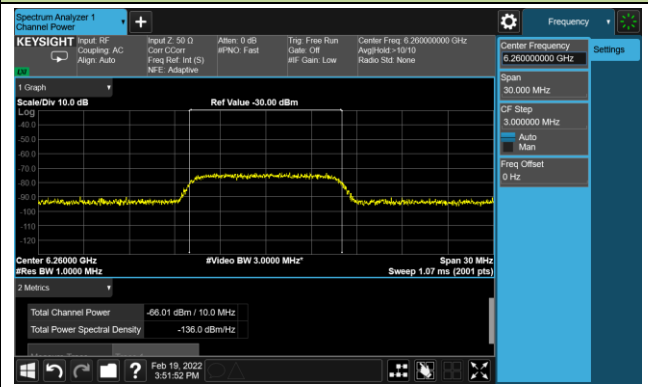 Spectrum Analyzer 1
Channel Power
Frequency
KEYSIGHT
Input: RF
Coupling: AC
Align: Auto
Input Z: 50 Ω
Corr CCorr
Freq Ref: Int (S)
NFE: Adaptive
Atten: 0 dB
#PNO: Fast
Trig: Free Run
Gate: Off
#IF Gain: Low
Center Freq: 6.260000000 GHz
Avg|Hold:>10/10
Radio Std: None
Center Frequency
6.260000000 GHz
Settings
Span
30.000 MHz
CF Step
3.000000 MHz
Auto
Man
Freq Offset
0 Hz
1 Graph
Scale/Div 10.0 dB
Ref Value -30.00 dBm
Log
-40.0
-50.0
-60.0
-70.0
-80.0
-90.0
-100
-110
-120
Center 6.26000 GHz
#Video BW 3.0000 MHz*
Span 30 MHz
#Res BW 1.0000 MHz
Sweep 1.07 ms (2001 pts)
2 Metrics
Total Channel Power
-66.01 dBm / 10.0 MHz
Total Power Spectral Density
-136.0 dBm/Hz
?
Feb 19, 2022
3:51:52 PM